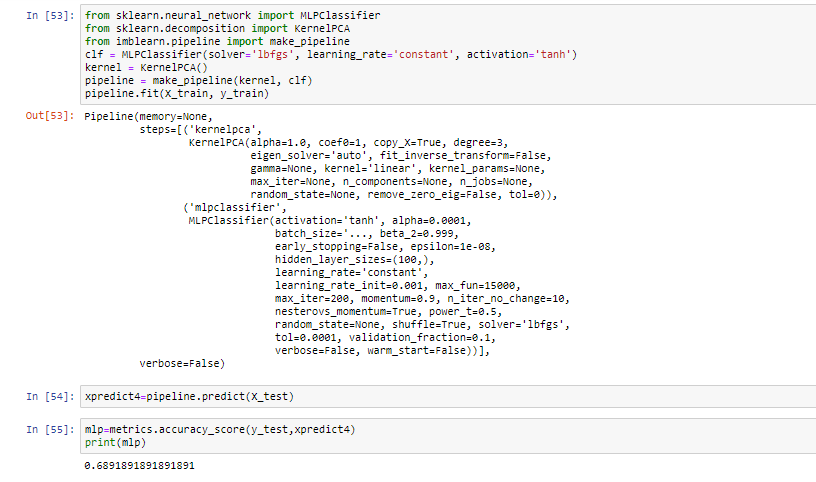 In [53]: from sklearn.neural_network import MLPClassifier
from sklearn.decomposition import KernelPCA
from imblearn.pipeline import make_pipeline
clf = MLPClassifier(solver='lbfgs', learning_rate='constant', activation='tanh')
kernel = KernelPCA()
pipeline = make_pipeline(kernel, clf)
pipeline.fit(X_train, y_train)
Out[53]: Pipeline(memory=None,
steps=[('kernelpca',
KernelPCA(alpha=1.0, coef0=1, copy_X=True, degree=3,
eigen_solver='auto', fit_inverse_transform=False,
gamma=None, kernel='linear', kernel_params=None,
max_iter=None, n_components=None, n_jobs=None,
random_state=None, remove_zero_eig=False, tol=0)),
('mlpclassifier',
MLPClassifier(activation='tanh', alpha=0.0001,
batch_size='..., beta_2=0.999,
early_stopping=False, epsilon=1e-08,
hidden_layer_sizes=(100,),
learning_rate='constant',
learning_rate_init=0.001, max_fun=15000,
max_iter=200, momentum=0.9, n_iter_no_change=10,
nesterovs_momentum=True, power_t=0.5,
random_state=None, shuffle=True, solver='lbfgs',
tol=0.0001, validation_fraction=0.1,
verbose=False, warm_start=False))],
verbose=False)
In [54]: xpredict4=pipeline.predict(X_test)
In [55]: mlp=metrics.accuracy_score(y_test,xpredict4)
print(mlp)
0.6891891891891891